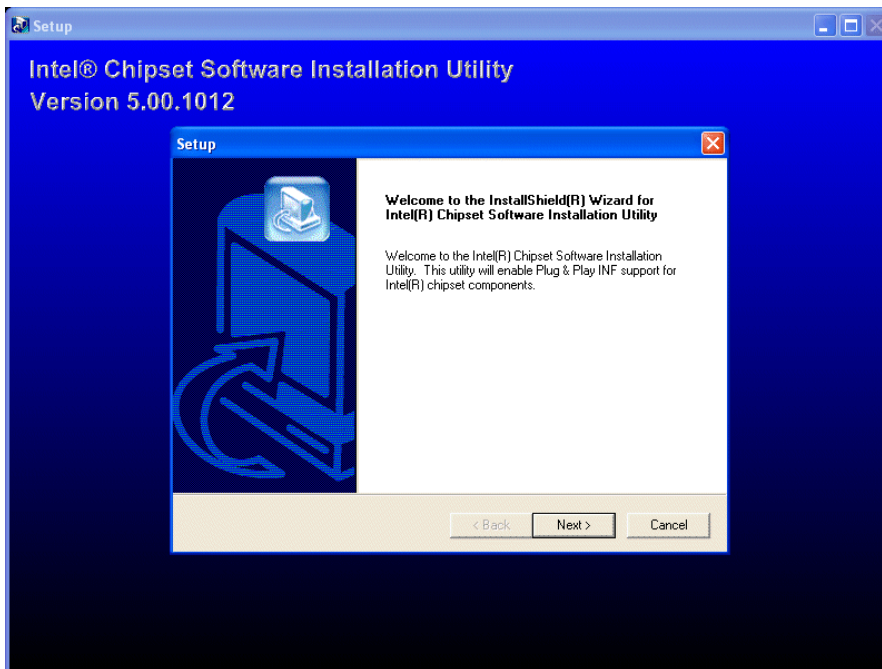 Setup
Intel® Chipset Software Installation Utility
Version 5.00.1012
Setup
Welcome to the InstallShield(R) Wizard for
Intel(R) Chipset Software Installation Utility
Welcome to the Intel(R) Chipset Software Installation
Utility. This utility will enable Plug & Play INF support for
Intel(R) chipset components.
< Back
Next >
Cancel